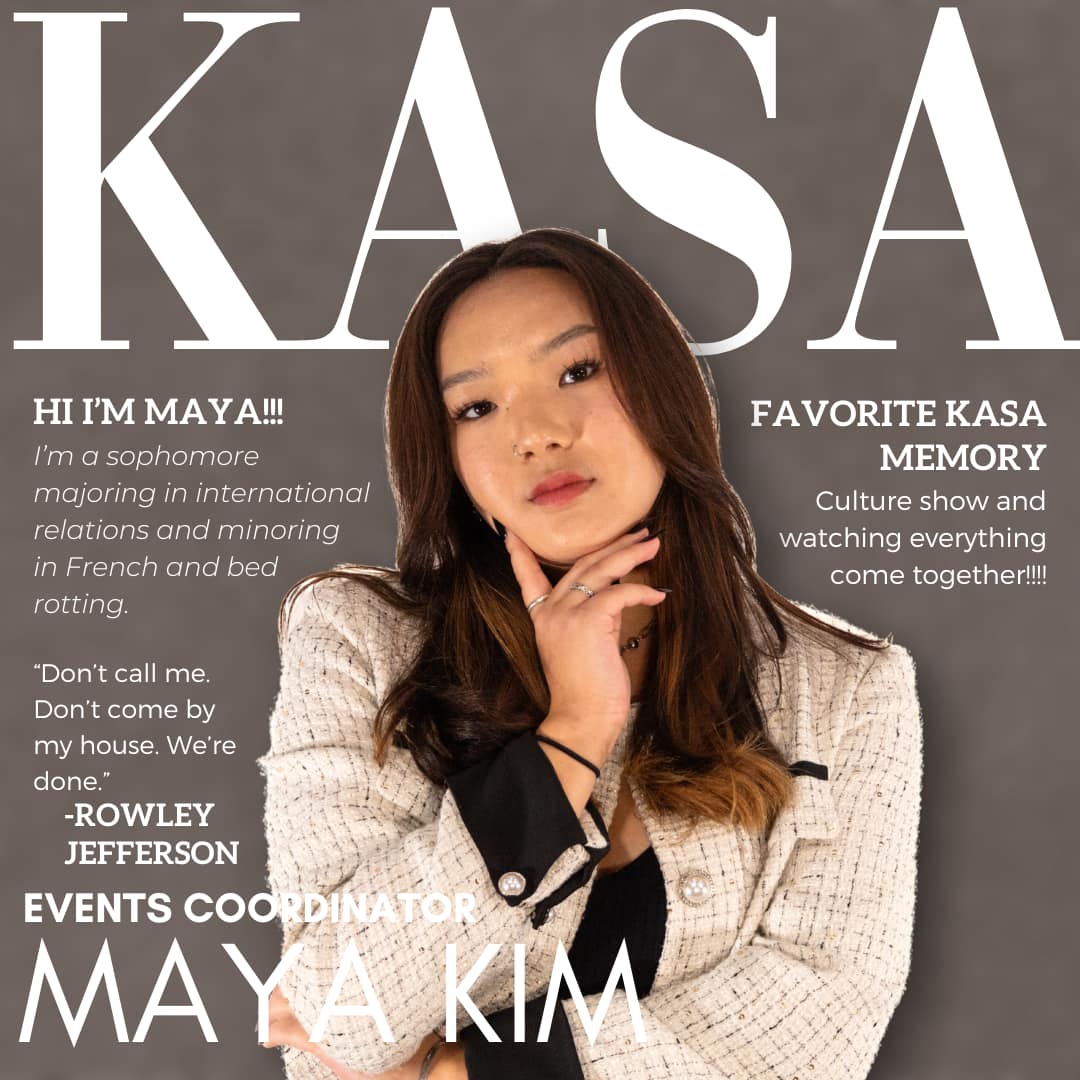 KASA
HI I’M MAYA!!!
I’m a sophomore
majoring in international
relations and minoring
in French and bed
rotting.
“Don’t call me.
Don’t come by
my house. We’re
done.”
-ROWLEY
JEFFERSON
FAVORITE KASA
MEMORY
Culture show and
watching everything
come together!!!!
EVENTS COORDINATOR
MAYA KIM